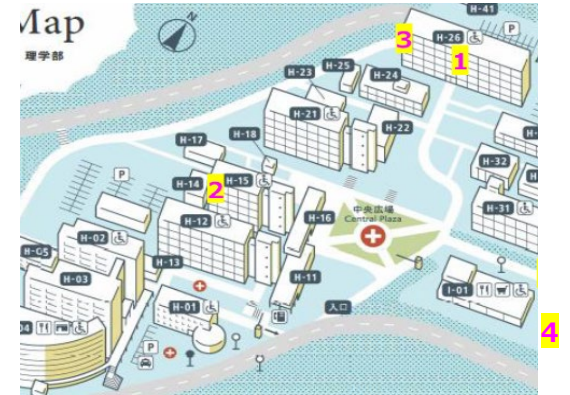 Map
理学部
N
H-41
P
3
H-26
1
H-25
H-24
H-23
H-21
H-22
H-17
H-18
H-32
P
H-14
2
H-15
H-16
中央広場
Central Plaza
H-31
H-12
H-02
H-05
H-13
H-03
H-11
I-01
H-01
入口
04
P
4